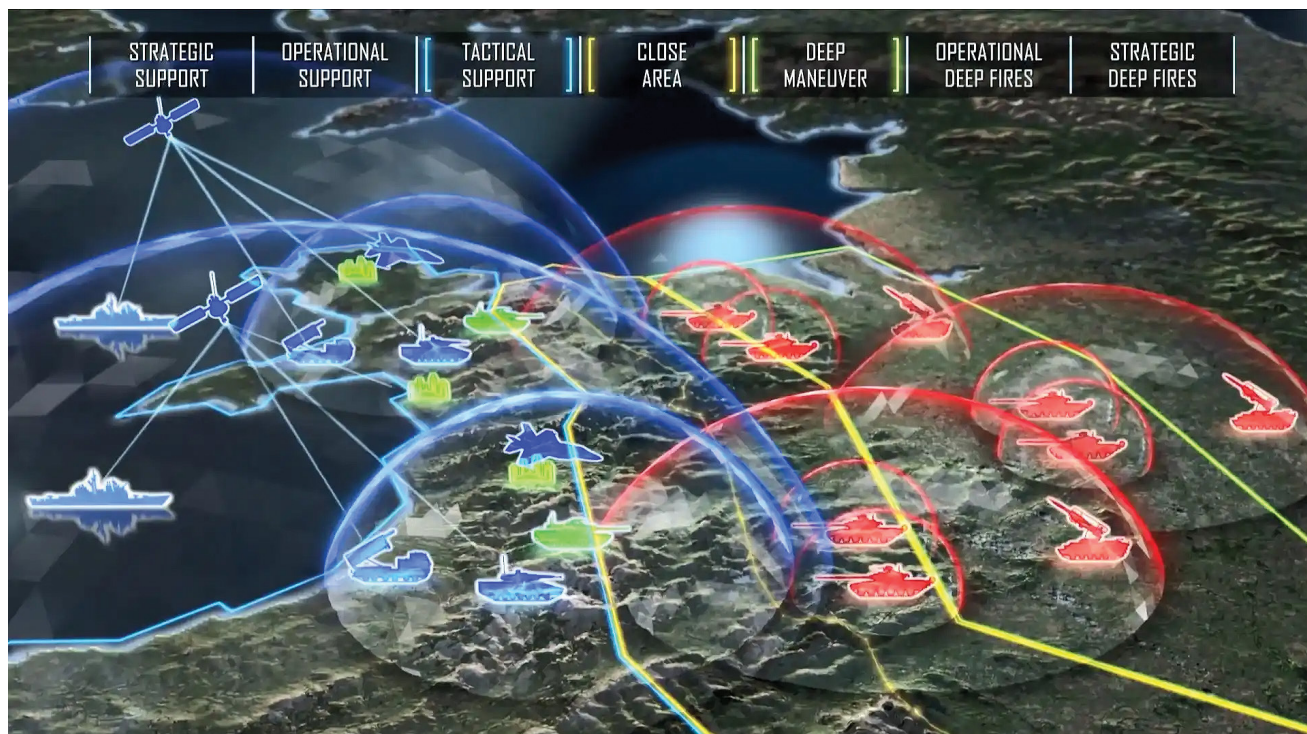 STRATEGIC
SUPPORT
OPERATIONAL
SUPPORT
TACTICAL
SUPPORT
CLOSE
AREA
DEEP
MANEUVER
OPERATIONAL
DEEP FIRES
STRATEGIC
DEEP FIRES